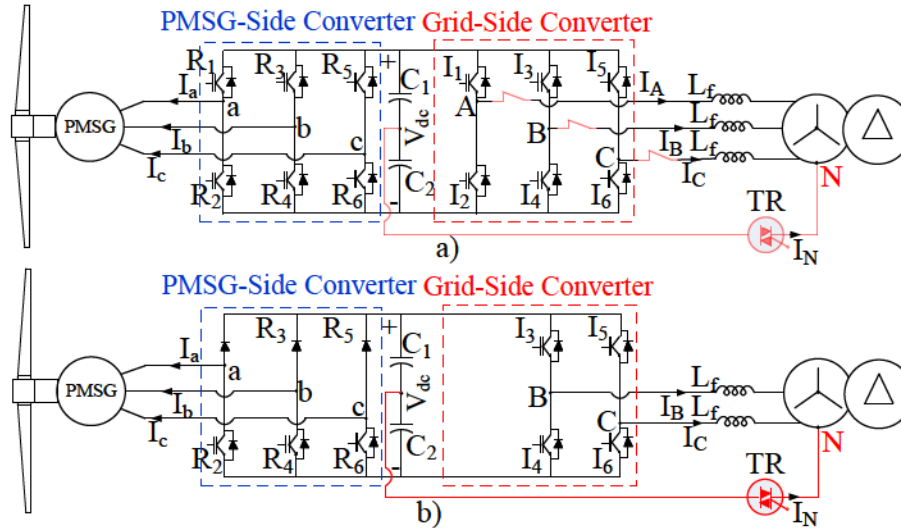 PMSG-Side Converter Grid-Side Converter
R1 R3 R5 + C1 I1 I3 I5 IA Lf
Ia a A
PMSG b Vdc B Lf
Ib IB Lf
Ic c C IC
R2 R4 R6 - C2 I2 I4 I6 N
TR
IN
a)
PMSG-Side Converter Grid-Side Converter
R3 R5 + C1 I3 I5
Ia a
PMSG b Vdc B Lf
Ib IB Lf
Ic c C IC
R2 R4 R6 - C2 I4 I6 N
TR
IN
b)